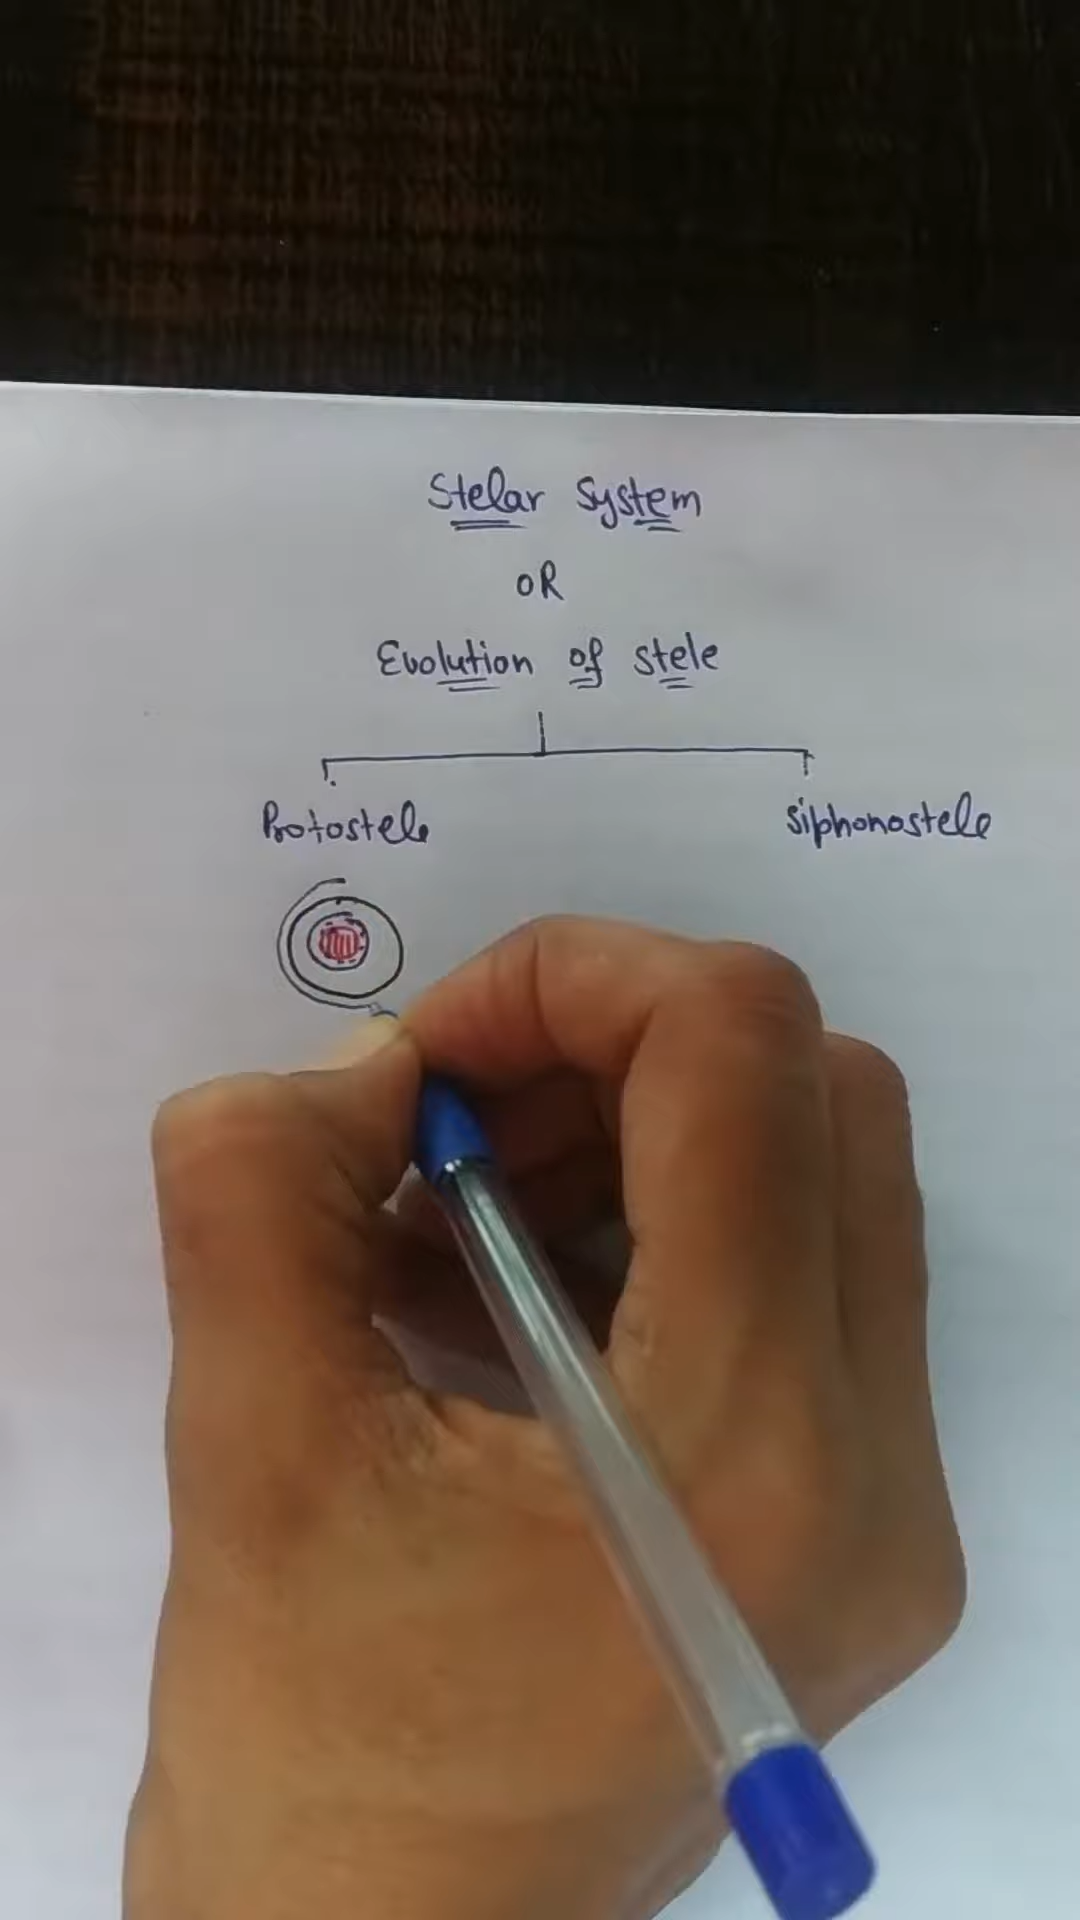 Stelar System
OR
Evolution of stele
Protostele
Siphonostele